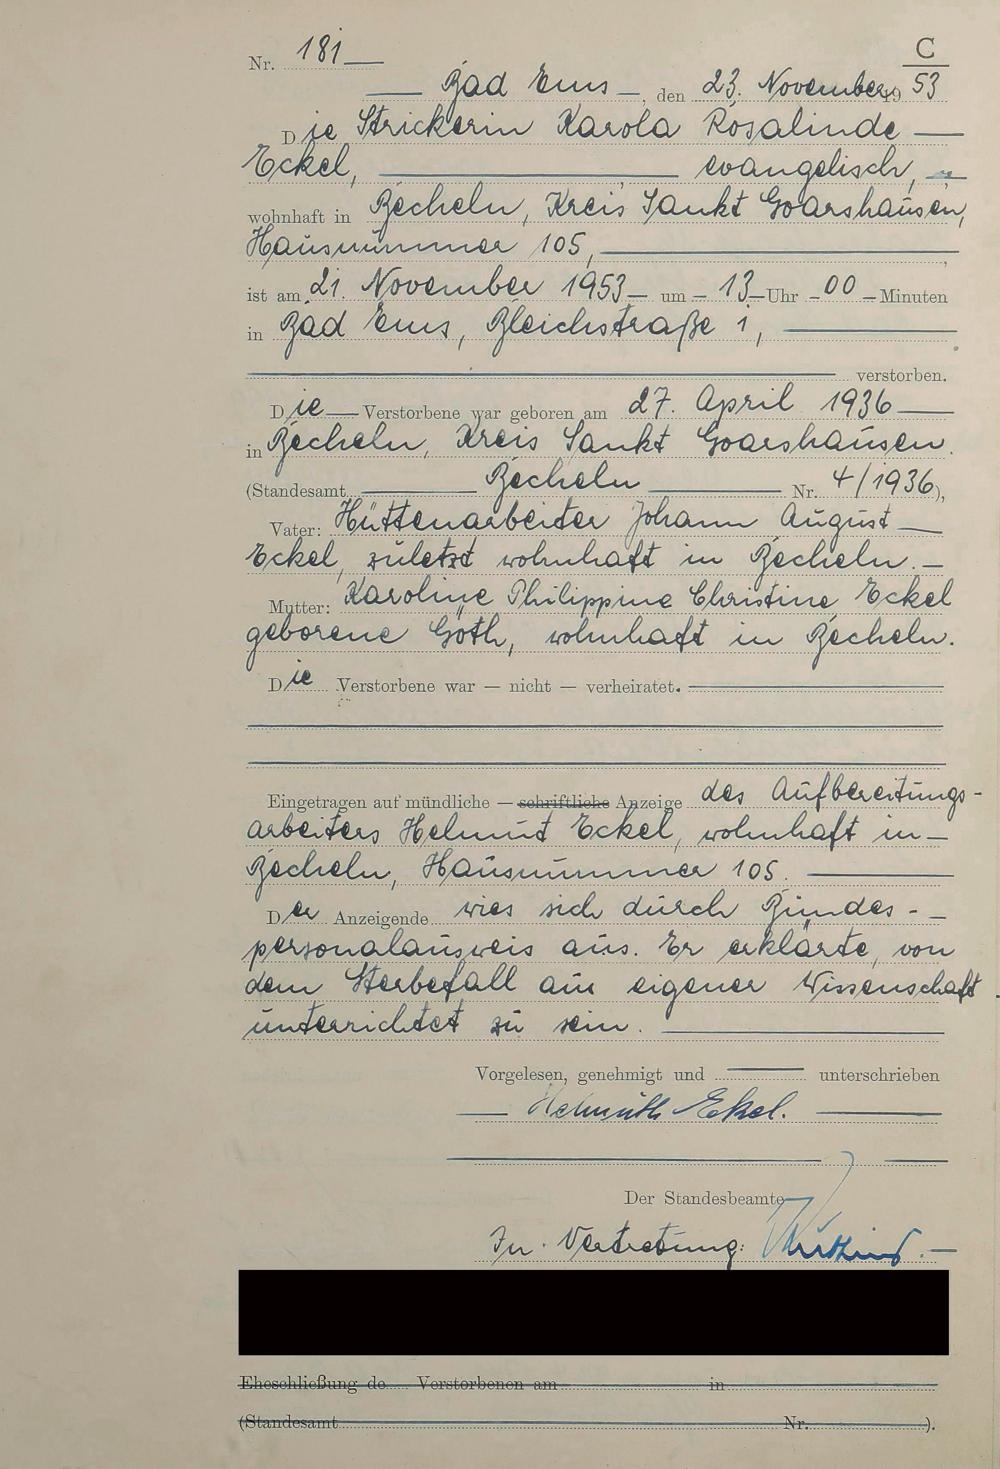 C
Nr. 181
Bad Ems, den 23. November 1953
Die Strickerin Karola Rosalinde
Eckel, evangelisch,
wohnhaft in Becheln, Kreis Sankt Goarshausen,
Hausnummer 105,
ist am 21. November 1953 um 13 Uhr 00 Minuten
in Bad Ems, Bleichstraße 1,
verstorben.
Die Verstorbene war geboren am 27. April 1936
in Becheln, Kreis Sankt Goarshausen.
(Standesamt Becheln Nr. 4/1936),
Vater: Hüttenarbeiter Johann August
Eckel, zuletzt wohnhaft in Becheln.
Mutter: Karoline Philippine Christine Eckel
geborene Göth, wohnhaft in Becheln.
Die Verstorbene war — nicht — verheiratet.
Eingetragen auf mündliche — schriftliche Anzeige des Aufbereitungs-
arbeiters Helmut Eckel, wohnhaft in
Becheln, Hausnummer 105.
Der Anzeigende wies sich durch Bundes-
personalausweis aus. Er erklärte, von
dem Sterbefall aus eigener Wissenschaft
unterrichtet zu sein.
Vorgelesen, genehmigt und unterschrieben
Helmuth Eckel.
Der Standesbeamte
In Vertretung:
Eheschließung de Verstorbenen am in
(Standesamt Nr. ).